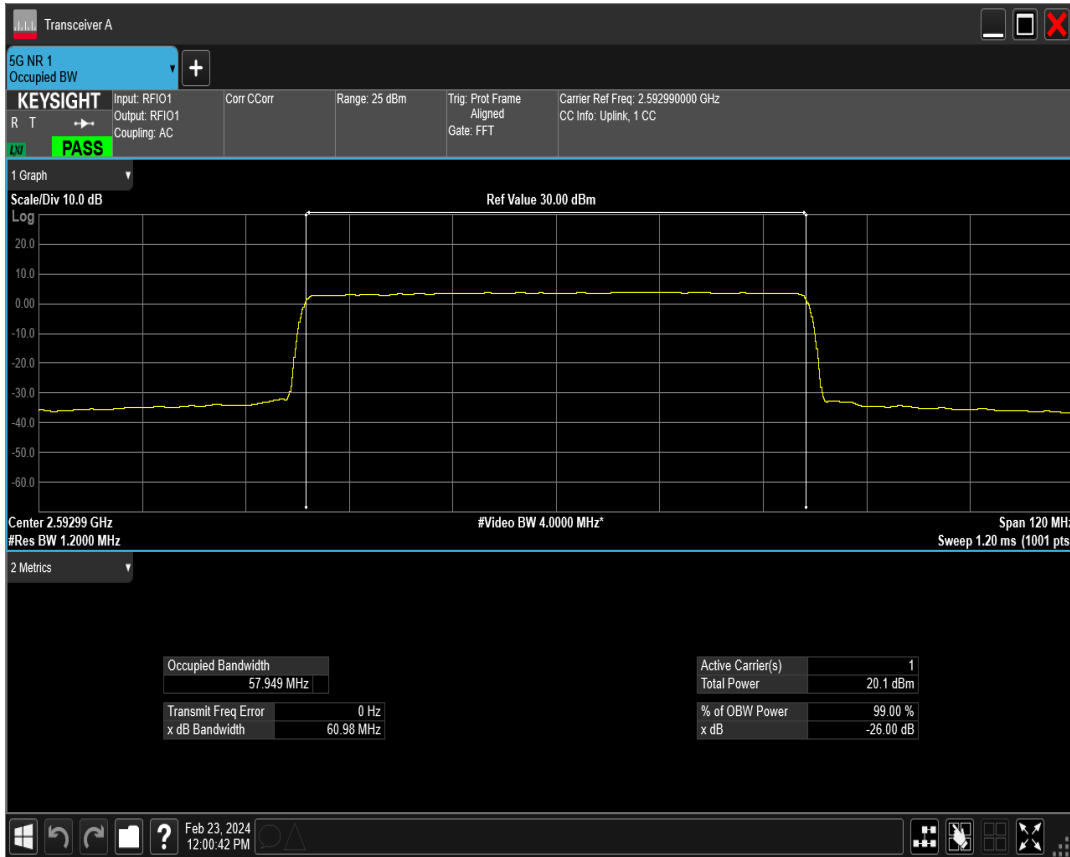 Transceiver A
5G NR 1
Occupied BW
+
KEYSIGHT
R T
LXI
PASS
Input: RFIO1
Output: RFIO1
Coupling: AC
Corr CCorr
Range: 25 dBm
Trig: Prot Frame
Aligned
Gate: FFT
Carrier Ref Freq: 2.592990000 GHz
CC Info: Uplink, 1 CC
1 Graph
Scale/Div 10.0 dB
Ref Value 30.00 dBm
Log
20.0
10.0
0.00
-10.0
-20.0
-30.0
-40.0
-50.0
-60.0
Center 2.59299 GHz
#Video BW 4.0000 MHz*
Span 120 MHz
#Res BW 1.2000 MHz
Sweep 1.20 ms (1001 pts
2 Metrics
Occupied Bandwidth
57.949 MHz
Transmit Freq Error 0 Hz
x dB Bandwidth 60.98 MHz
Active Carrier(s) 1
Total Power 20.1 dBm
% of OBW Power 99.00 %
x dB -26.00 dB
?
Feb 23, 2024
12:00:42 PM